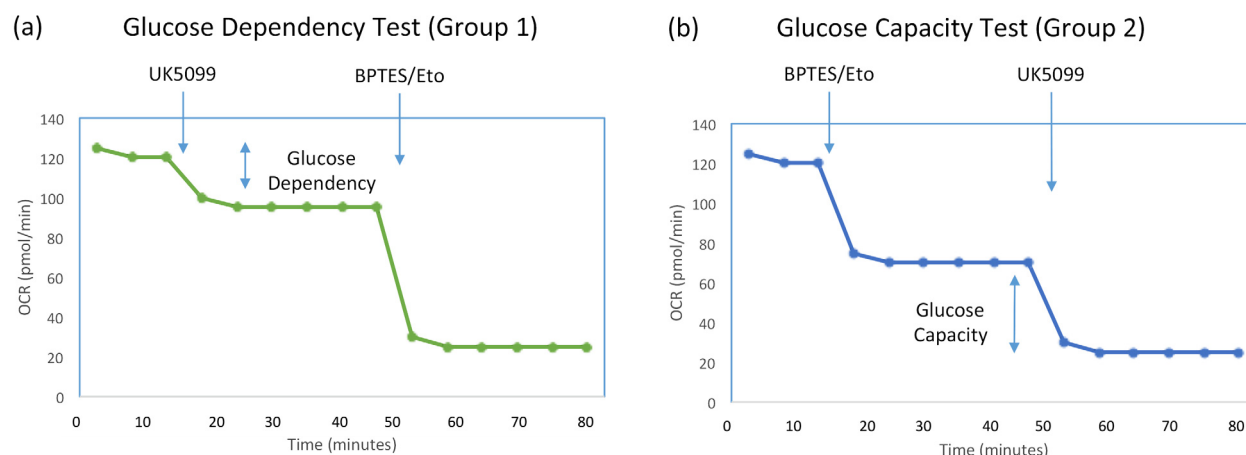 (a) Glucose Dependency Test (Group 1)
UK5099
BPTES/Eto
140
120
100
80
60
40
20
0
OCR (pmol/min)
Glucose
Dependency
0 10 20 30 40 50 60 70 80
Time (minutes)
(b) Glucose Capacity Test (Group 2)
BPTES/Eto
UK5099
140
120
100
80
60
40
20
0
OCR (pmol/min)
Glucose
Capacity
0 10 20 30 40 50 60 70 80
Time (minutes)